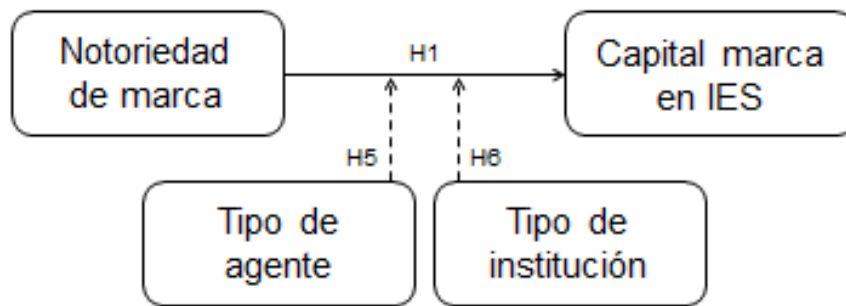 Notoriedad
de marca
H1
Capital marca
en IES
H5
H6
Tipo de
agente
Tipo de
institución